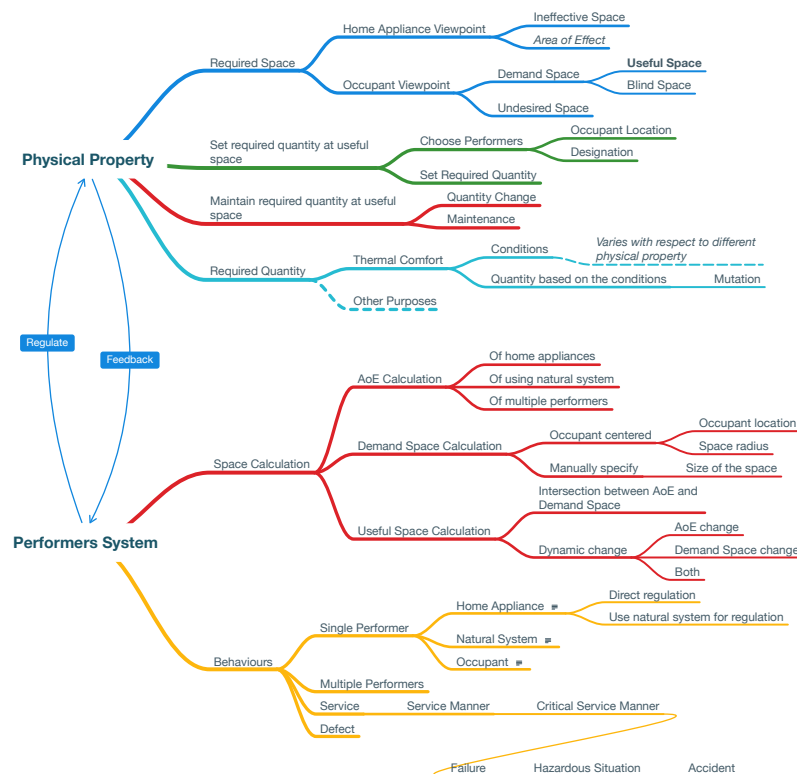 Ineffective Space
Home Appliance Viewpoint
Area of Effect
Required Space
Useful Space
Demand Space
Occupant Viewpoint
Blind Space
Undesired Space
Physical Property
Occupant Location
Choose Performers
Set required quantity at useful
space
Designation
Set Required Quantity
Quantity Change
Maintain required quantity at useful
space
Maintenance
Varies with respect to different
physical property
Conditions
Thermal Comfort
Required Quantity
Quantity based on the conditions
Mutation
Other Purposes
Regulate
Feedback
Of home appliances
AoE Calculation
Of using natural system
Of multiple performers
Occupant location
Occupant centered
Demand Space Calculation
Space radius
Space Calculation
Manually specify
Size of the space
Intersection between AoE and
Demand Space
Useful Space Calculation
AoE change
Performers System
Dynamic change
Demand Space change
Both
Direct regulation
Home Appliance
Use natural system for regulation
Single Performer
Natural System
Behaviours
Occupant
Multiple Performers
Service
Service Manner
Critical Service Manner
Defect
Failure
Hazardous Situation
Accident